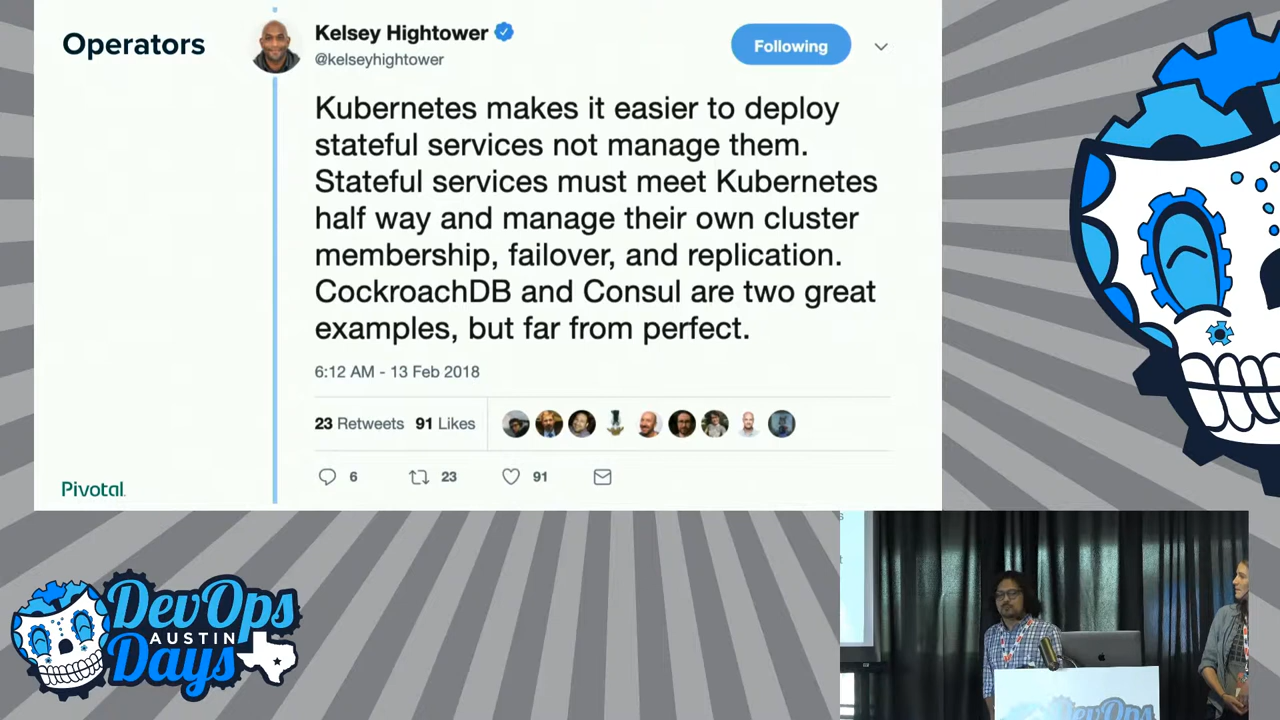 Operators
Kelsey Hightower
@kelseyhightower
Following
Kubernetes makes it easier to deploy
stateful services not manage them.
Stateful services must meet Kubernetes
half way and manage their own cluster
membership, failover, and replication.
CockroachDB and Consul are two great
examples, but far from perfect.
6:12 AM - 13 Feb 2018
23 Retweets 91 Likes
6 23 91
Pivotal
DevOps
AUSTIN
Days
DevOps